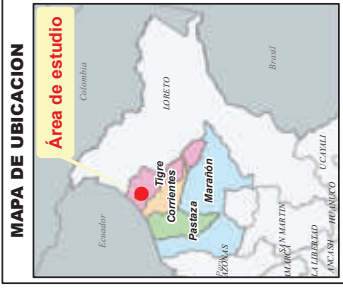 MAPA DE UBICACION
Área de estudio
Colombia
Ecuador
LORETO
Brasil
Tigre
Corrientes
Pastaza
Marañón
AZONAS
SAN MARTIN
UCAYALI
LA LIBERTAD
ANCASH
HUANUCO